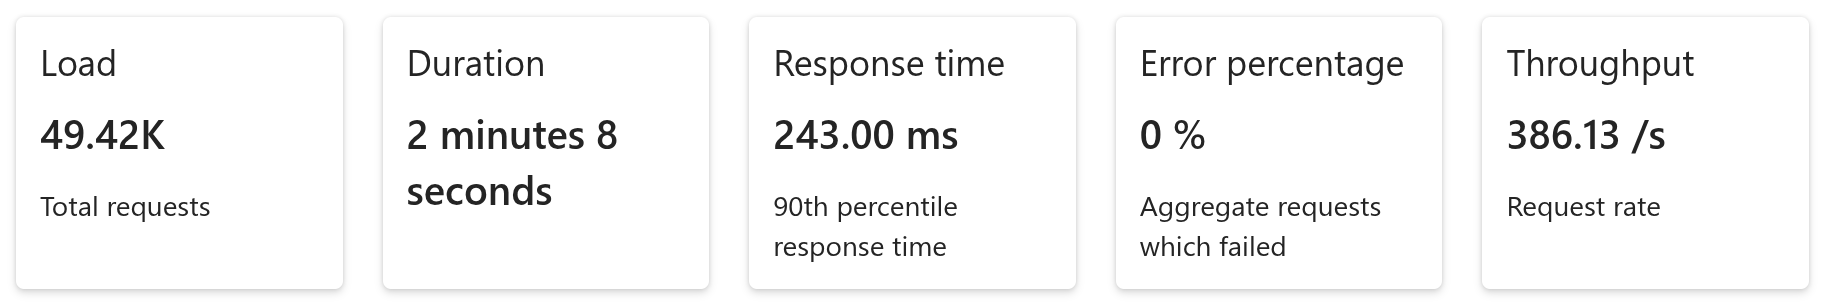 Load
49.42K
Total requests
Duration
2 minutes 8
seconds
Response time
243.00 ms
90th percentile
response time
Error percentage
0 %
Aggregate requests
which failed
Throughput
386.13 /s
Request rate